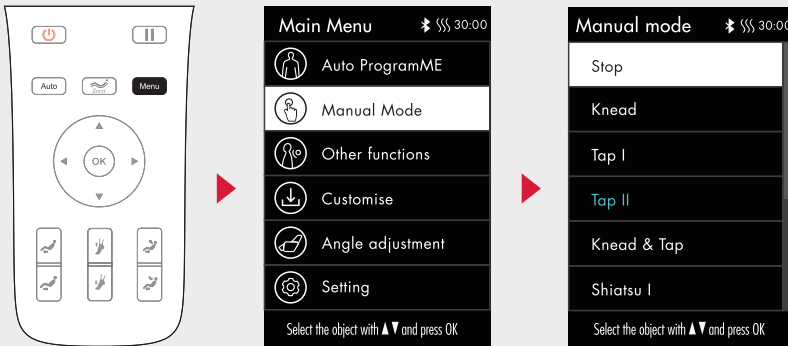 Auto
Zero
Menu
OK
Main Menu 30:00
Auto ProgramME
Manual Mode
Other functions
Customise
Angle adjustment
Setting
Select the object with ▲▼ and press OK
Manual mode 30:00
Stop
Knead
Tap I
Tap II
Knead & Tap
Shiatsu I
Select the object with ▲▼ and press OK